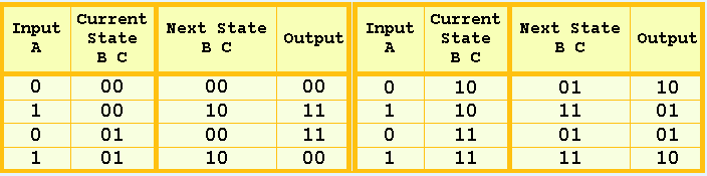 Input A Current State B C Next State B C Output Input A Current State B C Next State B C Output
0 00 00 00 0 10 01 10
1 00 10 11 1 10 11 01
0 01 00 11 0 11 01 01
1 01 10 00 1 11 11 10